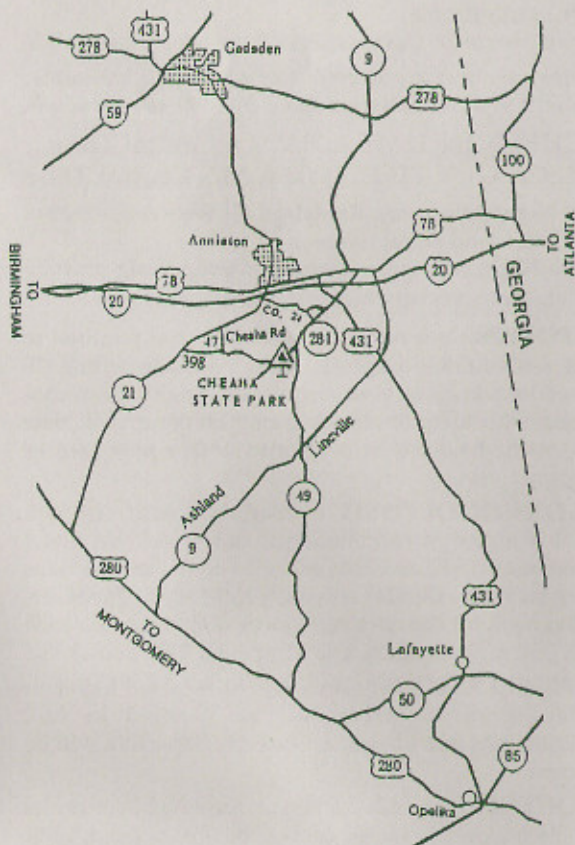 431
278
Gadsden
9
59
278
100
78
TO
ATLANTA
Anniston
TO
BIRMINGHAM
78
20
20
GEORGIA
Co. 24
47
Cheaha Rd
281
431
398
CHEAHA
STATE PARK
21
Lineville
49
Ashland
9
280
TO
MONTGOMERY
431
Lafayette
50
280
85
Opelika